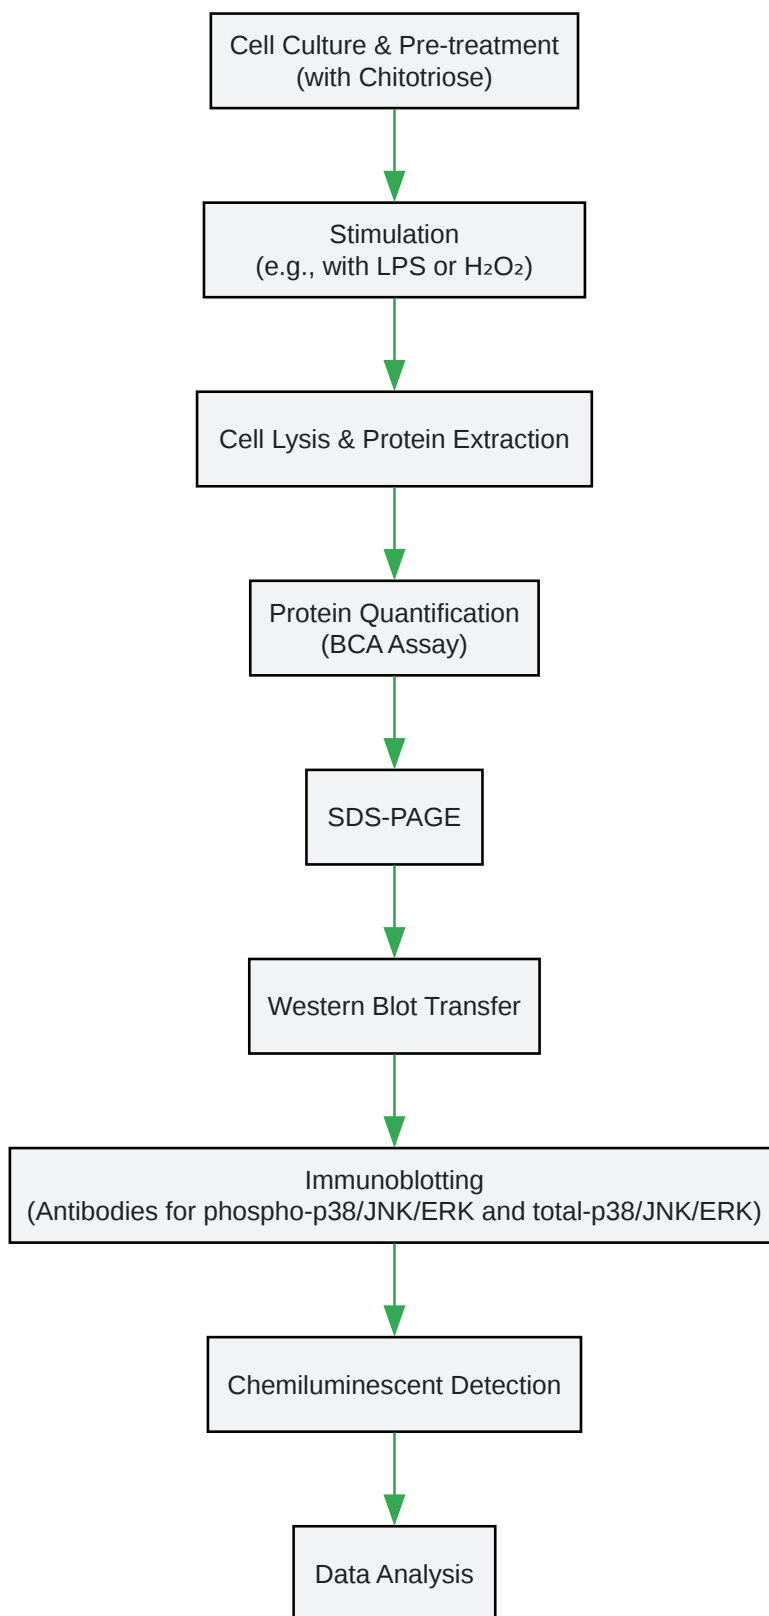 Cell Culture & Pre-treatment
(with Chitotriose)
Stimulation
(e.g., with LPS or H₂O₂)
Cell Lysis & Protein Extraction
Protein Quantification
(BCA Assay)
SDS-PAGE
Western Blot Transfer
Immunoblotting
(Antibodies for phospho-p38/JNK/ERK and total-p38/JNK/ERK)
Chemiluminescent Detection
Data Analysis